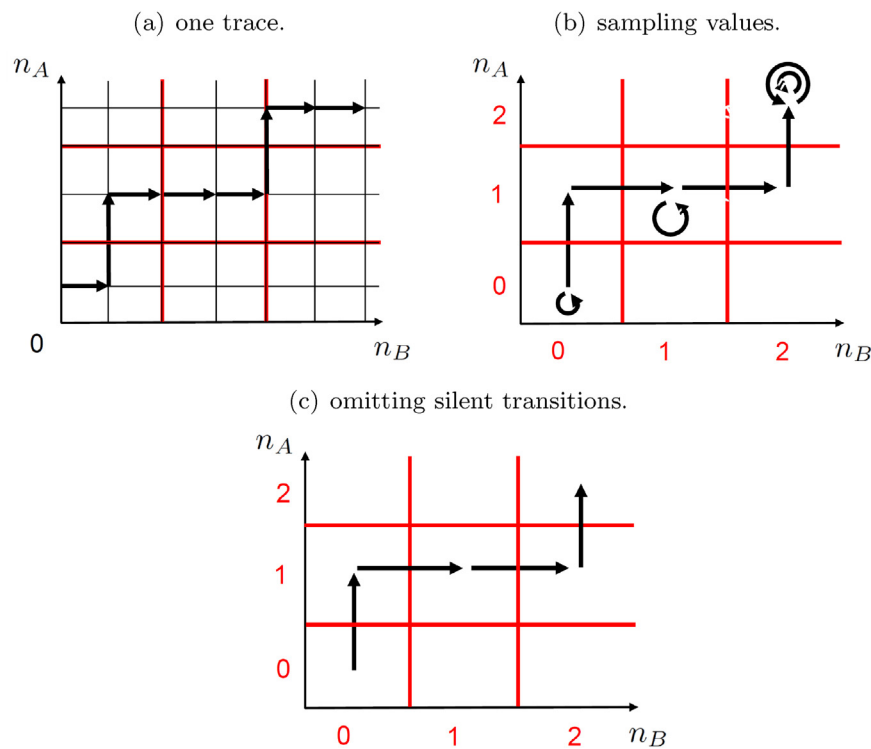 (a) one trace.
n_A
0
n_B
(b) sampling values.
n_A
2
1
0
0 1 2 n_B
(c) omitting silent transitions.
n_A
2
1
0
0 1 2 n_B